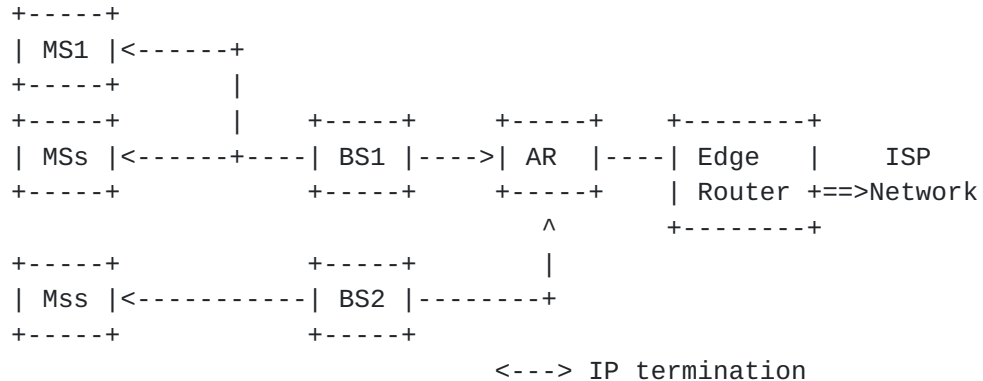 +-----+
| MS1 |<------+
+-----+       |
+-----+       |    +-----+    +-----+    +--------+
| MSs |<------+----| BS1 |---->| AR  |----| Edge   |    ISP
+-----+            +-----+    +-----+    | Router +==>Network
                                 ^       +--------+
+-----+            +-----+       |
| Mss |<-----------| BS2 |--------+
+-----+            +-----+
                              <---> IP termination